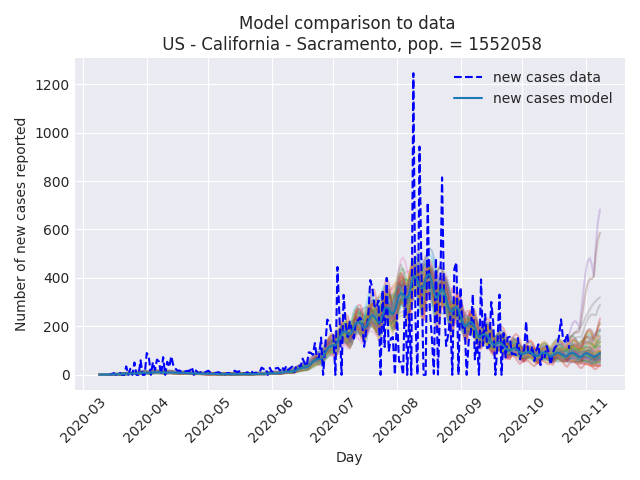 Model comparison to data
US - California - Sacramento, pop. = 1552058
new cases data
new cases model
Number of new cases reported
1200
1000
800
600
400
200
0
2020-03
2020-04
2020-05
2020-06
2020-07
2020-08
2020-09
2020-10
2020-11
Day